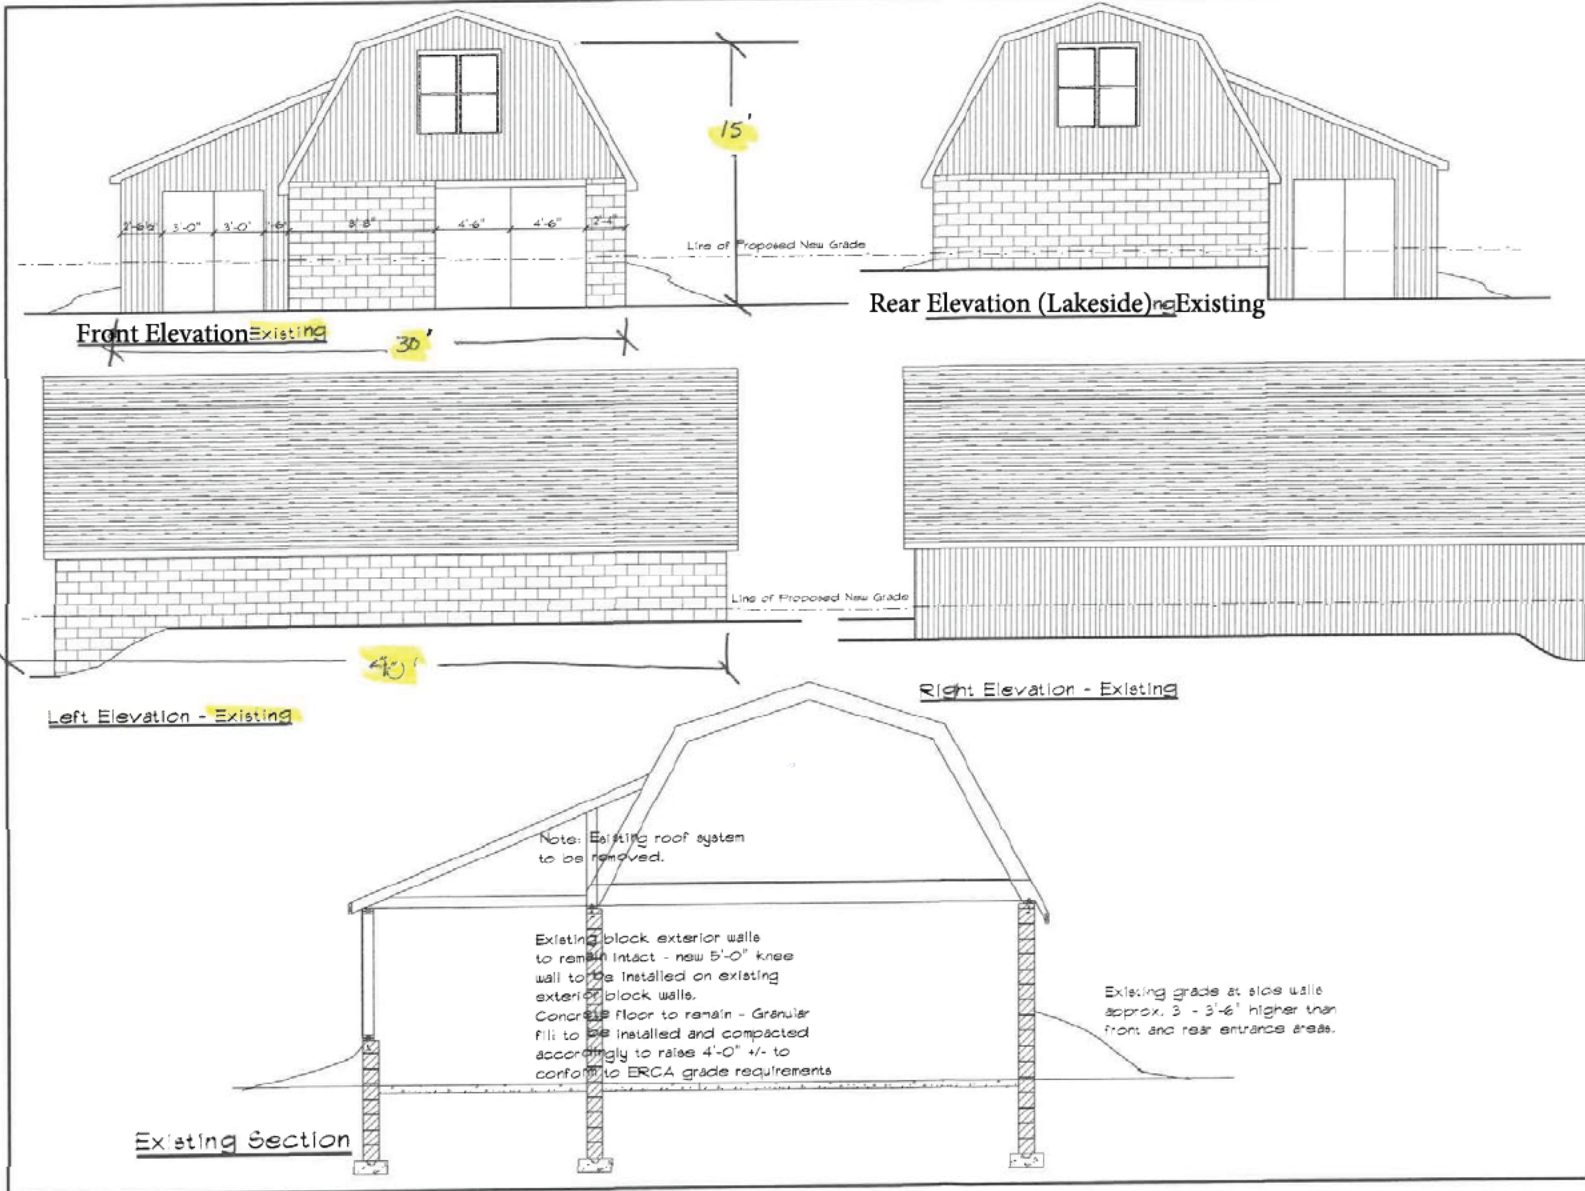 15'
2'-6½"
3'-0"
3'-0"
1'-6"
8'-8"
4'-6"
4'-6"
2'-4"
Line of Proposed New Grade
Front Elevation Existing
30'
Rear Elevation (Lakeside)ng Existing
Line of Proposed New Grade
40'
Left Elevation - Existing
Right Elevation - Existing
Note: Existing roof system
to be removed.
Existing block exterior walls
to remain intact - new 5'-0" knee
wall to be installed on existing
exterior block walls.
Concrete floor to remain - Granular
fill to be installed and compacted
accordingly to raise 4'-0" +/- to
conform to ERCA grade requirements
Existing grade at side walls
approx. 3 - 3'-6" higher than
front and rear entrance areas.
Existing Section